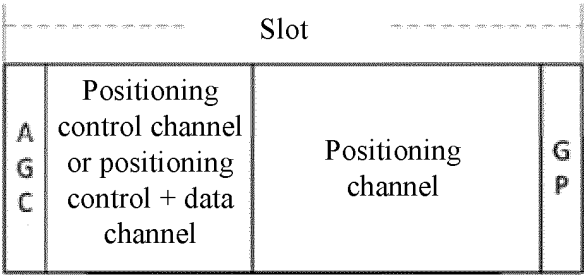 Slot
A
G
C
Positioning
control channel
or positioning
control + data
channel
Positioning
channel
G
P